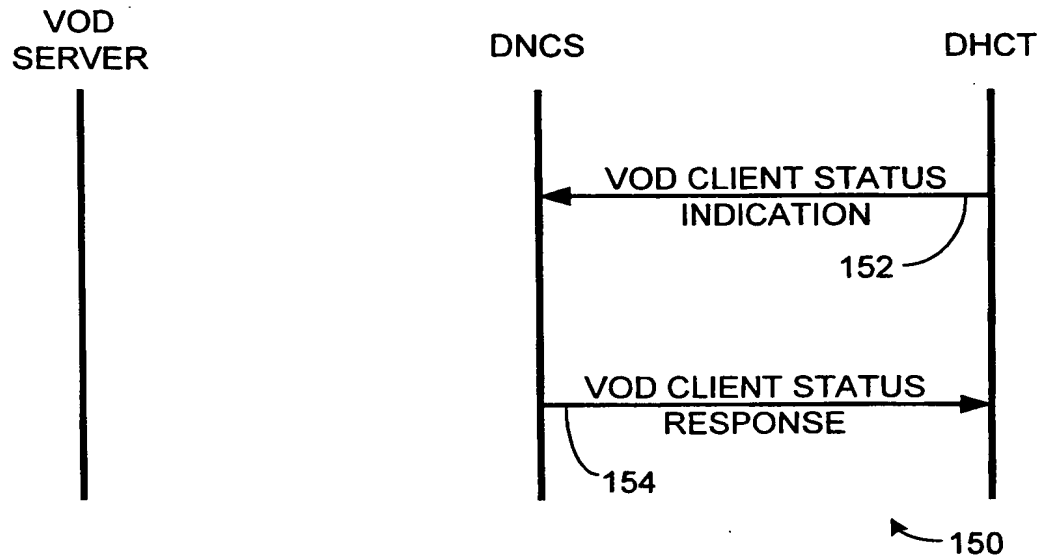 VOD
SERVER
DNCS
DHCT
VOD CLIENT STATUS
INDICATION
152
VOD CLIENT STATUS
RESPONSE
154
150